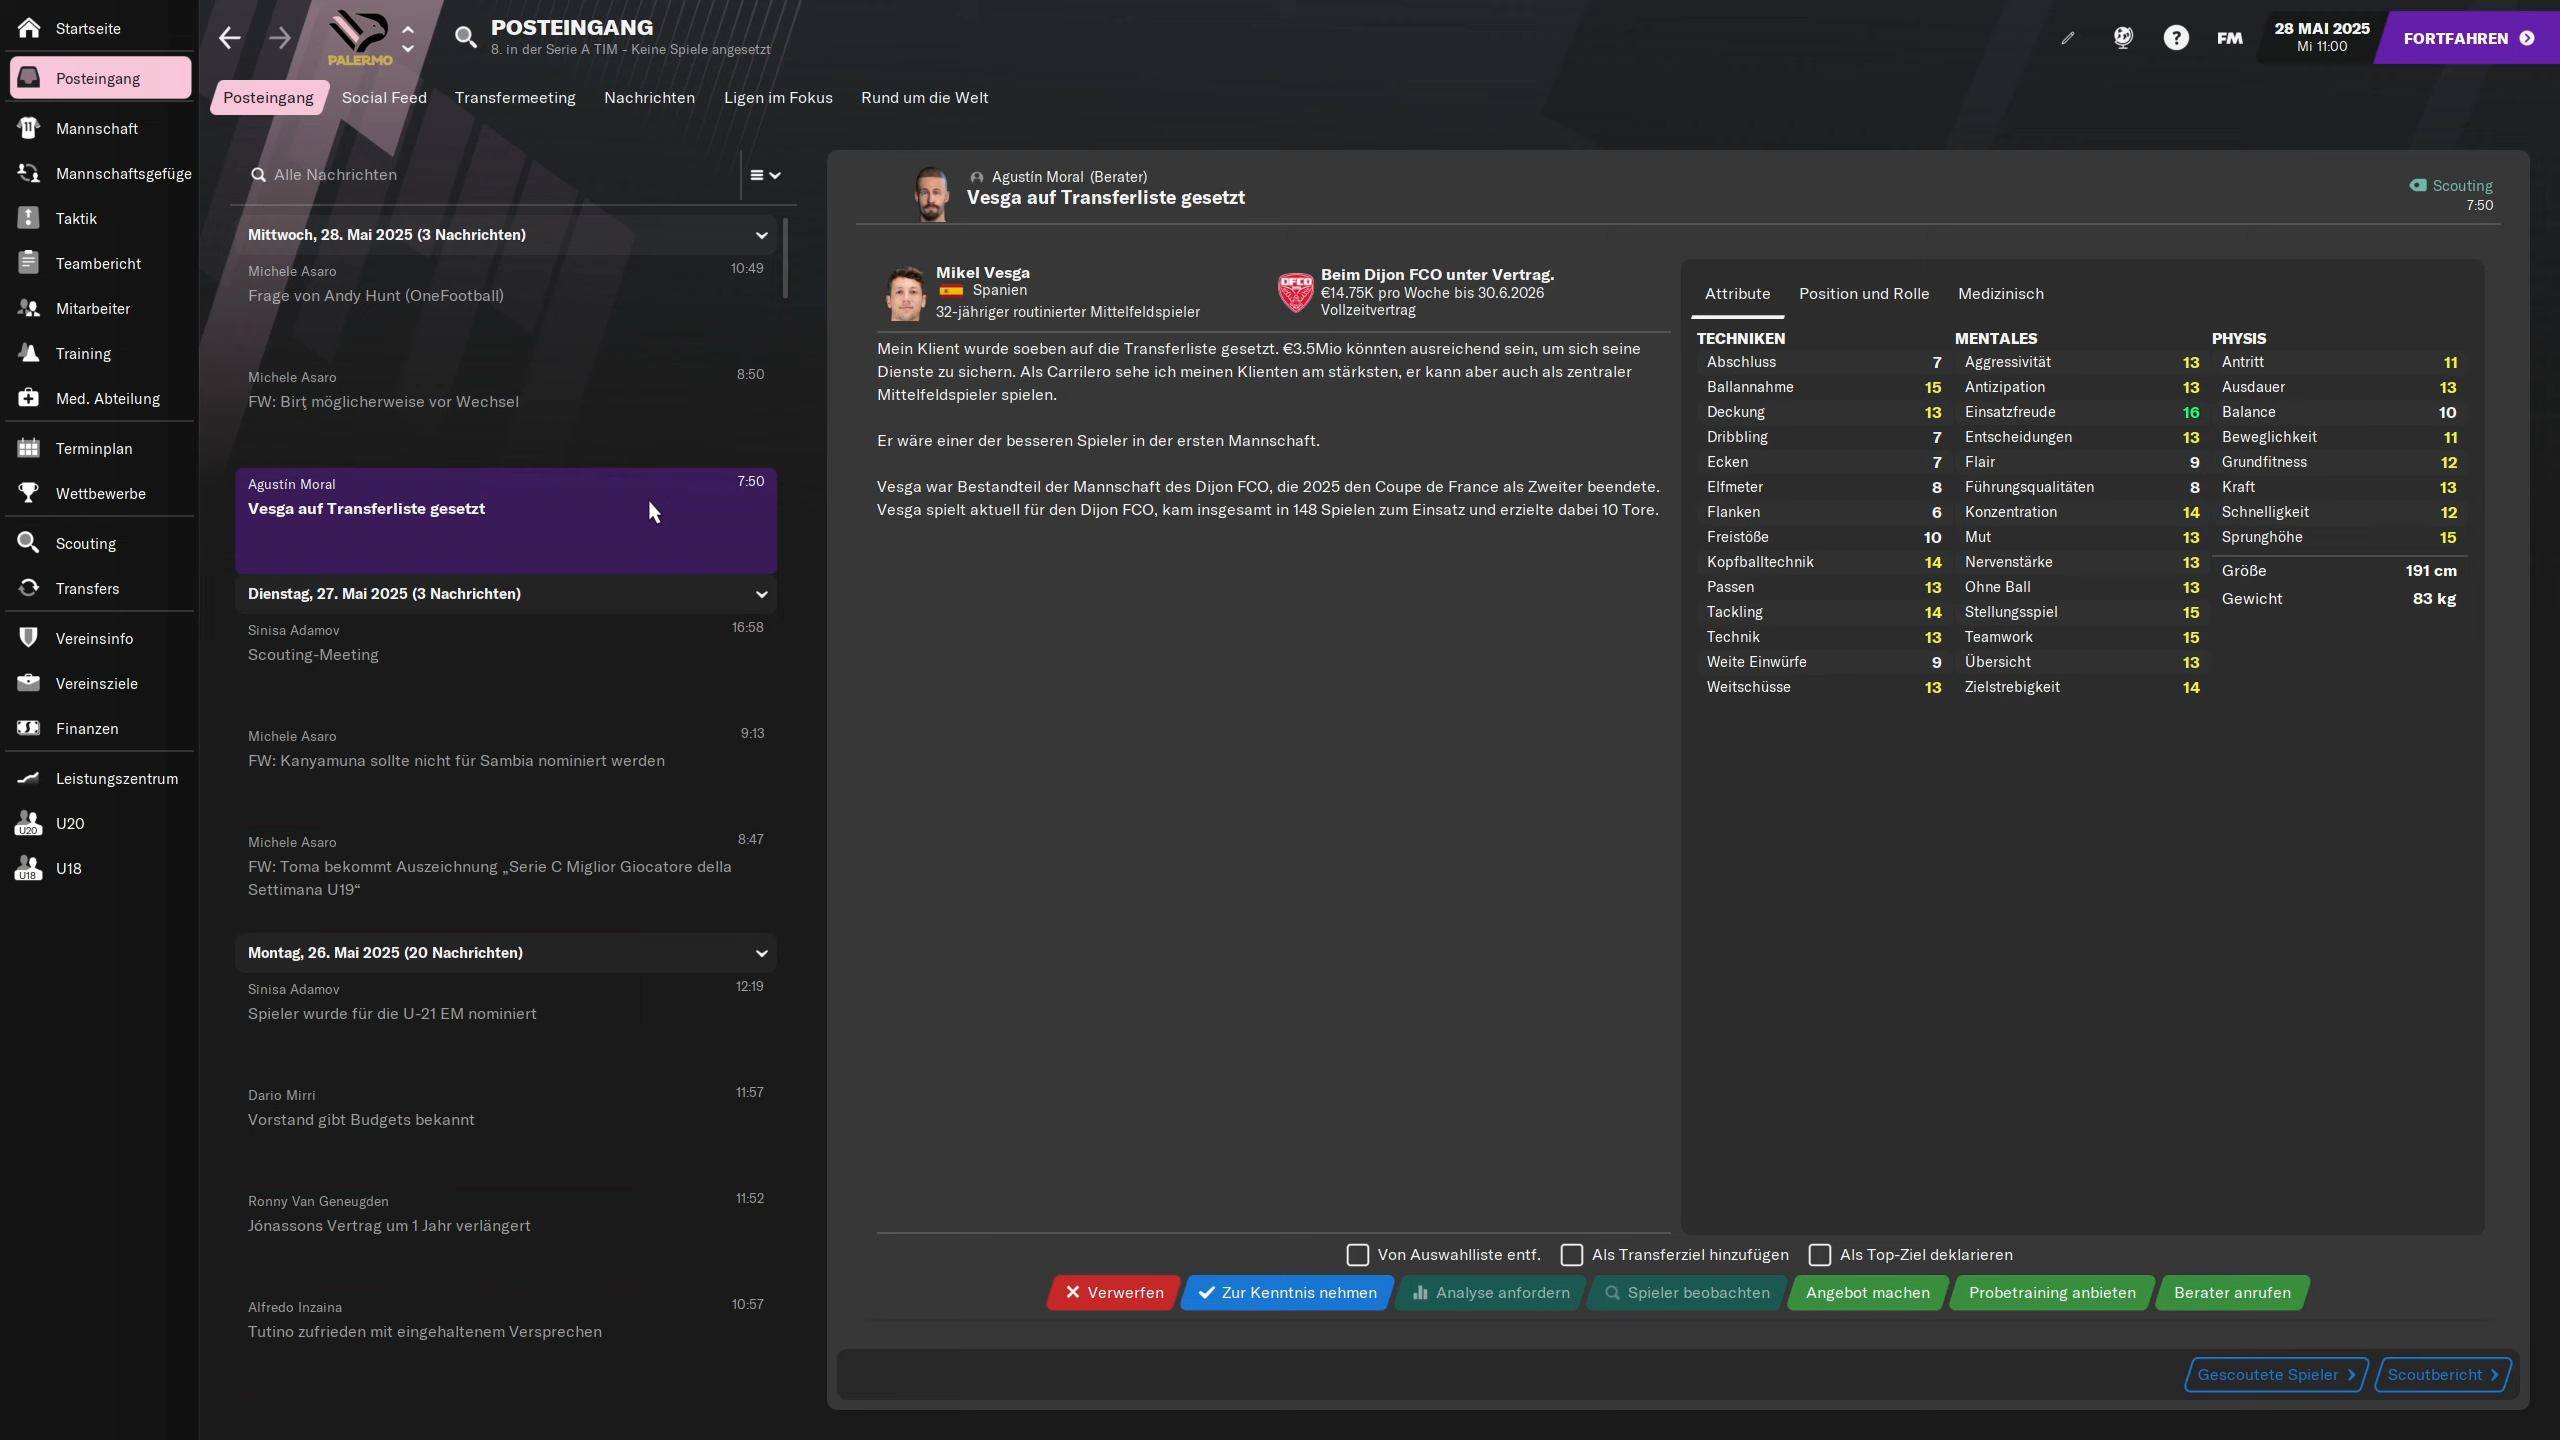 Startseite
Posteingang
Mannschaft
Mannschaftsgefüge
Taktik
Teambericht
Mitarbeiter
Training
Med. Abteilung
Terminplan
Wettbewerbe
Scouting
Transfers
Vereinsinfo
Vereinsziele
Finanzen
Leistungszentrum
U20
U20
U18
U18
PALERMO
POSTEINGANG
8. in der Serie A TIM - Keine Spiele angesetzt
?
FM
28 MAI 2025
Mi 11:00
FORTFAHREN
Posteingang Social Feed Transfermeeting Nachrichten Ligen im Fokus Rund um die Welt
Alle Nachrichten
Mittwoch, 28. Mai 2025 (3 Nachrichten)
Michele Asaro 10:49
Frage von Andy Hunt (OneFootball)
Michele Asaro 8:50
FW: Birţ möglicherweise vor Wechsel
Agustín Moral 7:50
Vesga auf Transferliste gesetzt
Dienstag, 27. Mai 2025 (3 Nachrichten)
Sinisa Adamov 16:58
Scouting-Meeting
Michele Asaro 9:13
FW: Kanyamuna sollte nicht für Sambia nominiert werden
Michele Asaro 8:47
FW: Toma bekommt Auszeichnung „Serie C Miglior Giocatore della
Settimana U19“
Montag, 26. Mai 2025 (20 Nachrichten)
Sinisa Adamov 12:19
Spieler wurde für die U-21 EM nominiert
Dario Mirri 11:57
Vorstand gibt Budgets bekannt
Ronny Van Geneugden 11:52
Jónassons Vertrag um 1 Jahr verlängert
Alfredo Inzaina 10:57
Tutino zufrieden mit eingehaltenem Versprechen
Agustín Moral (Berater)
Vesga auf Transferliste gesetzt
Scouting
7:50
Mikel Vesga
Spanien
32-jähriger routinierter Mittelfeldspieler
DFCO
Beim Dijon FCO unter Vertrag.
€14.75K pro Woche bis 30.6.2026
Vollzeitvertrag
Mein Klient wurde soeben auf die Transferliste gesetzt. €3.5Mio könnten ausreichend sein, um sich seine
Dienste zu sichern. Als Carrilero sehe ich meinen Klienten am stärksten, er kann aber auch als zentraler
Mittelfeldspieler spielen.
Er wäre einer der besseren Spieler in der ersten Mannschaft.
Vesga war Bestandteil der Mannschaft des Dijon FCO, die 2025 den Coupe de France als Zweiter beendete.
Vesga spielt aktuell für den Dijon FCO, kam insgesamt in 148 Spielen zum Einsatz und erzielte dabei 10 Tore.
Attribute Position und Rolle Medizinisch
TECHNIKEN
Abschluss 7
Ballannahme 15
Deckung 13
Dribbling 7
Ecken 7
Elfmeter 8
Flanken 6
Freistöße 10
Kopfballtechnik 14
Passen 13
Tackling 14
Technik 13
Weite Einwürfe 9
Weitschüsse 13
MENTALES
Aggressivität 13
Antizipation 13
Einsatzfreude 16
Entscheidungen 13
Flair 9
Führungsqualitäten 8
Konzentration 14
Mut 13
Nervenstärke 13
Ohne Ball 13
Stellungsspiel 15
Teamwork 15
Übersicht 13
Zielstrebigkeit 14
PHYSIS
Antritt 11
Ausdauer 13
Balance 10
Beweglichkeit 11
Grundfitness 12
Kraft 13
Schnelligkeit 12
Sprunghöhe 15
Größe 191 cm
Gewicht 83 kg
Von Auswahlliste entf. Als Transferziel hinzufügen Als Top-Ziel deklarieren
Verwerfen Zur Kenntnis nehmen Analyse anfordern Spieler beobachten Angebot machen Probetraining anbieten Berater anrufen
Gescoutete Spieler Scoutbericht